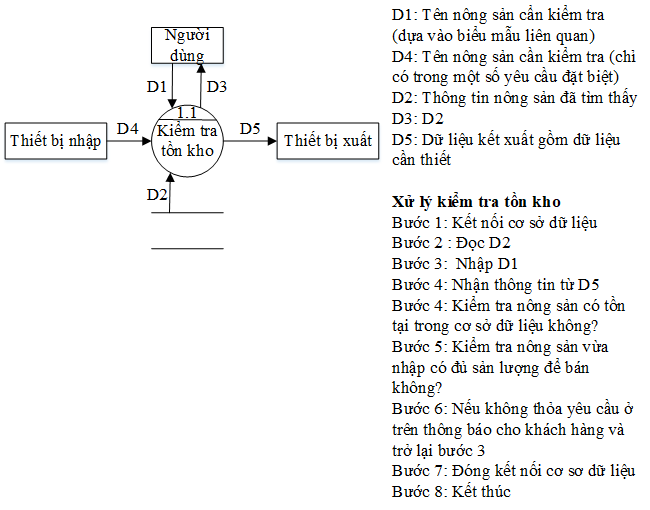 Người
dùng
D1
D3
1.1
Kiểm tra
tồn kho
Thiết bị nhập
D4
D5
Thiết bị xuất
D2
D1: Tên nông sản cần kiểm tra
(dựa vào biểu mẫu liên quan)
D4: Tên nông sản cần kiểm tra (chỉ
có trong một số yêu cầu đặt biệt)
D2: Thông tin nông sản đã tìm thấy
D3: D2
D5: Dữ liệu kết xuất gồm dữ liệu
cần thiết
Xử lý kiểm tra tồn kho
Bước 1: Kết nối cơ sở dữ liệu
Bước 2 : Đọc D2
Bước 3:  Nhập D1
Bước 4: Nhận thông tin từ D5
Bước 4: Kiểm tra nông sản có tồn
tại trong cơ sở dữ liệu không?
Bước 5: Kiểm tra nông sản vừa
nhập có đủ sản lượng để bán
không?
Bước 6: Nếu không thỏa yêu cầu ở
trên thông báo cho khách hàng và
trở lại bước 3
Bước 7: Đóng kết nối cơ sơ dữ liệu
Bước 8: Kết thúc